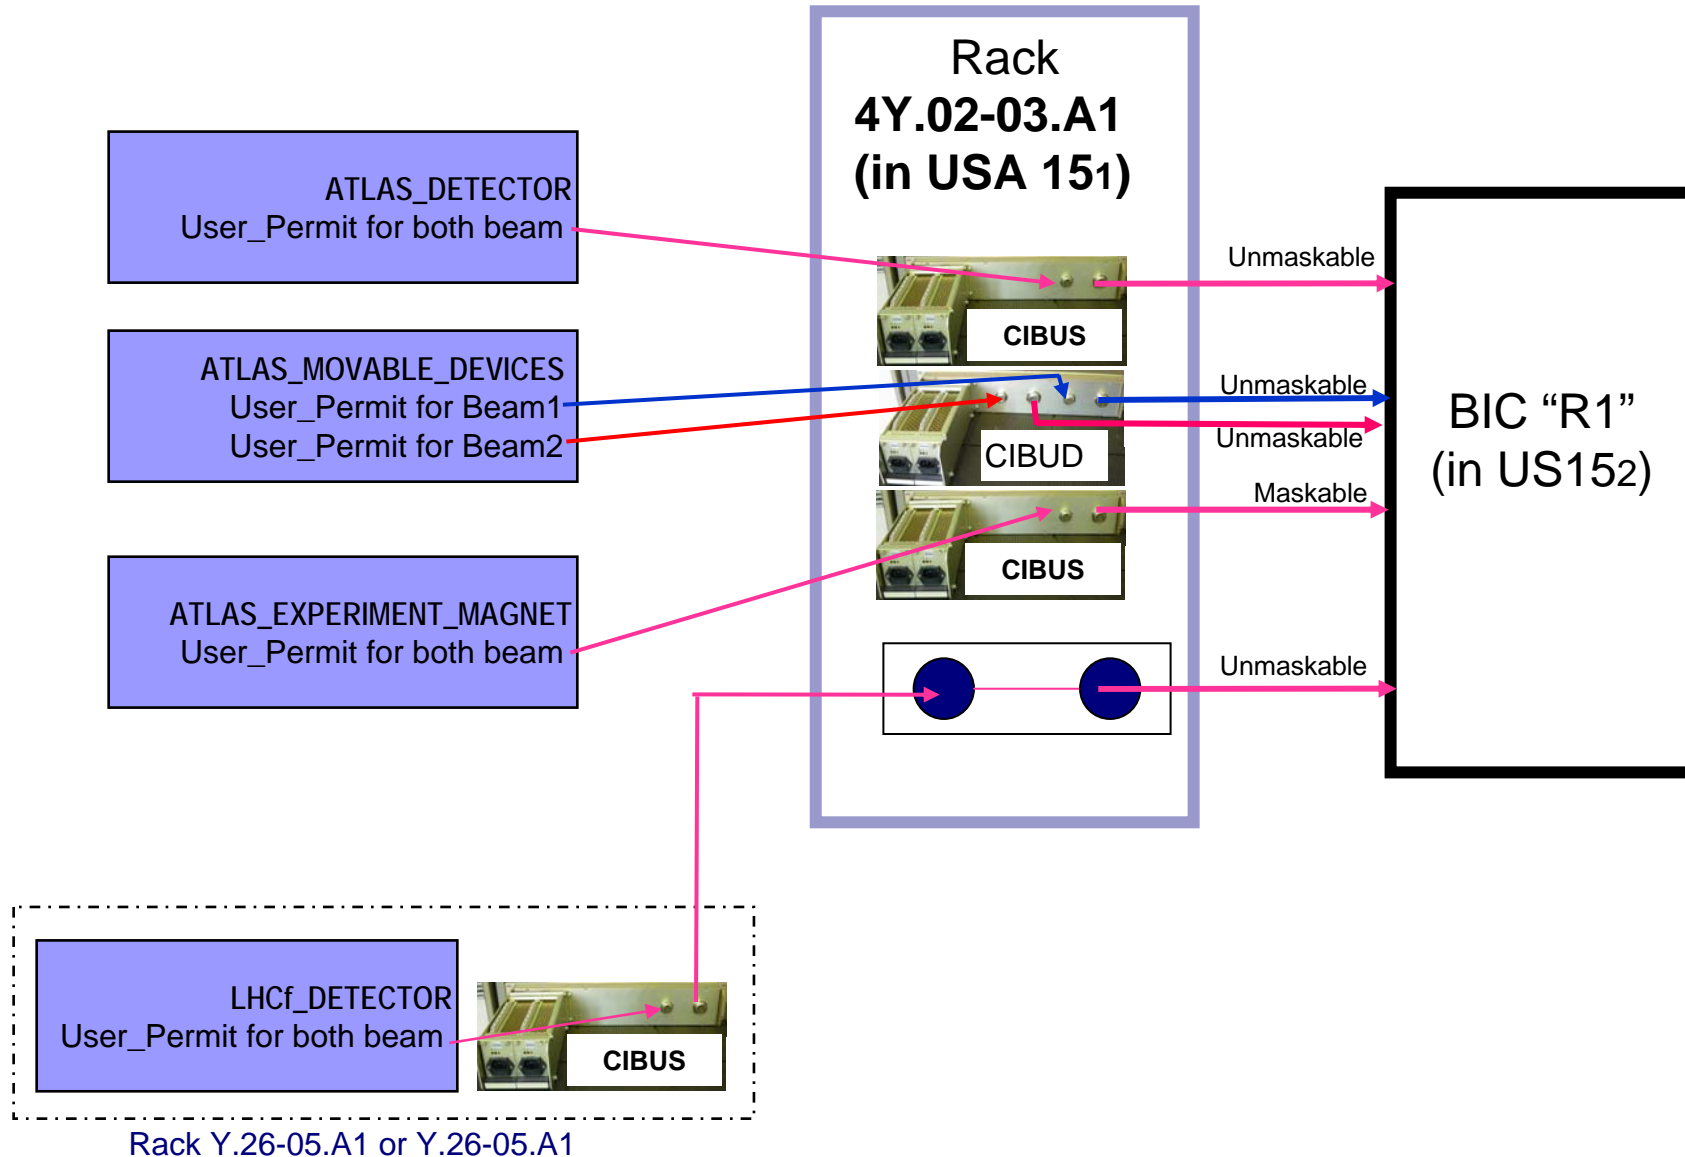 Rack
4Y.02-03.A1
(in USA 151)
ATLAS_DETECTOR
User_Permit for both beam
Unmaskable
CIBUS
ATLAS_MOVABLE_DEVICES
User_Permit for Beam1
User_Permit for Beam2
Unmaskable
Unmaskable
CIBUD
BIC “R1”
(in US152)
Maskable
CIBUS
ATLAS_EXPERIMENT_MAGNET
User_Permit for both beam
Unmaskable
LHCf_DETECTOR
User_Permit for both beam
CIBUS
Rack Y.26-05.A1 or Y.26-05.A1